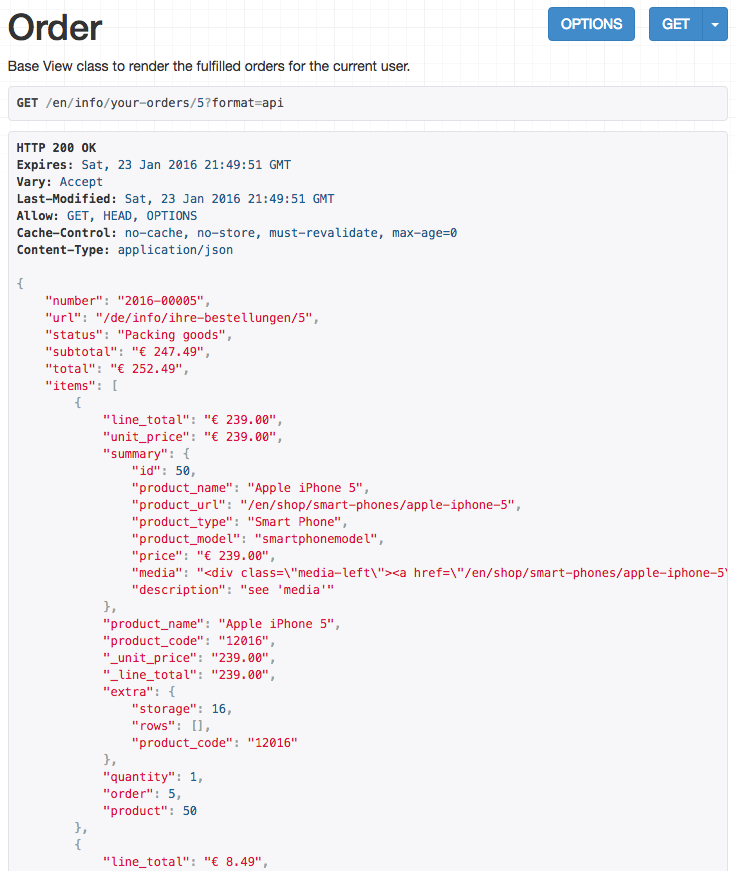 Order
OPTIONS
GET
Base View class to render the fulfilled orders for the current user.
GET /en/info/your-orders/5?format=api
HTTP 200 OK
Expires: Sat, 23 Jan 2016 21:49:51 GMT
Vary: Accept
Last-Modified: Sat, 23 Jan 2016 21:49:51 GMT
Allow: GET, HEAD, OPTIONS
Cache-Control: no-cache, no-store, must-revalidate, max-age=0
Content-Type: application/json
{
    "number": "2016-00005",
    "url": "/de/info/ihre-bestellungen/5",
    "status": "Packing goods",
    "subtotal": "€ 247.49",
    "total": "€ 252.49",
    "items": [
        {
            "line_total": "€ 239.00",
            "unit_price": "€ 239.00",
            "summary": {
                "id": 50,
                "product_name": "Apple iPhone 5",
                "product_url": "/en/shop/smart-phones/apple-iphone-5",
                "product_type": "Smart Phone",
                "product_model": "smartphonemodel",
                "price": "€ 239.00",
                "media": "<div class=\"media-left\"><a href=\"/en/shop/smart-phones/apple-iphone-5\
                "description": "see 'media'"
            },
            "product_name": "Apple iPhone 5",
            "product_code": "12016",
            "_unit_price": "239.00",
            "_line_total": "239.00",
            "extra": {
                "storage": 16,
                "rows": [],
                "product_code": "12016"
            },
            "quantity": 1,
            "order": 5,
            "product": 50
        },
        {
            "line_total": "€ 8.49",